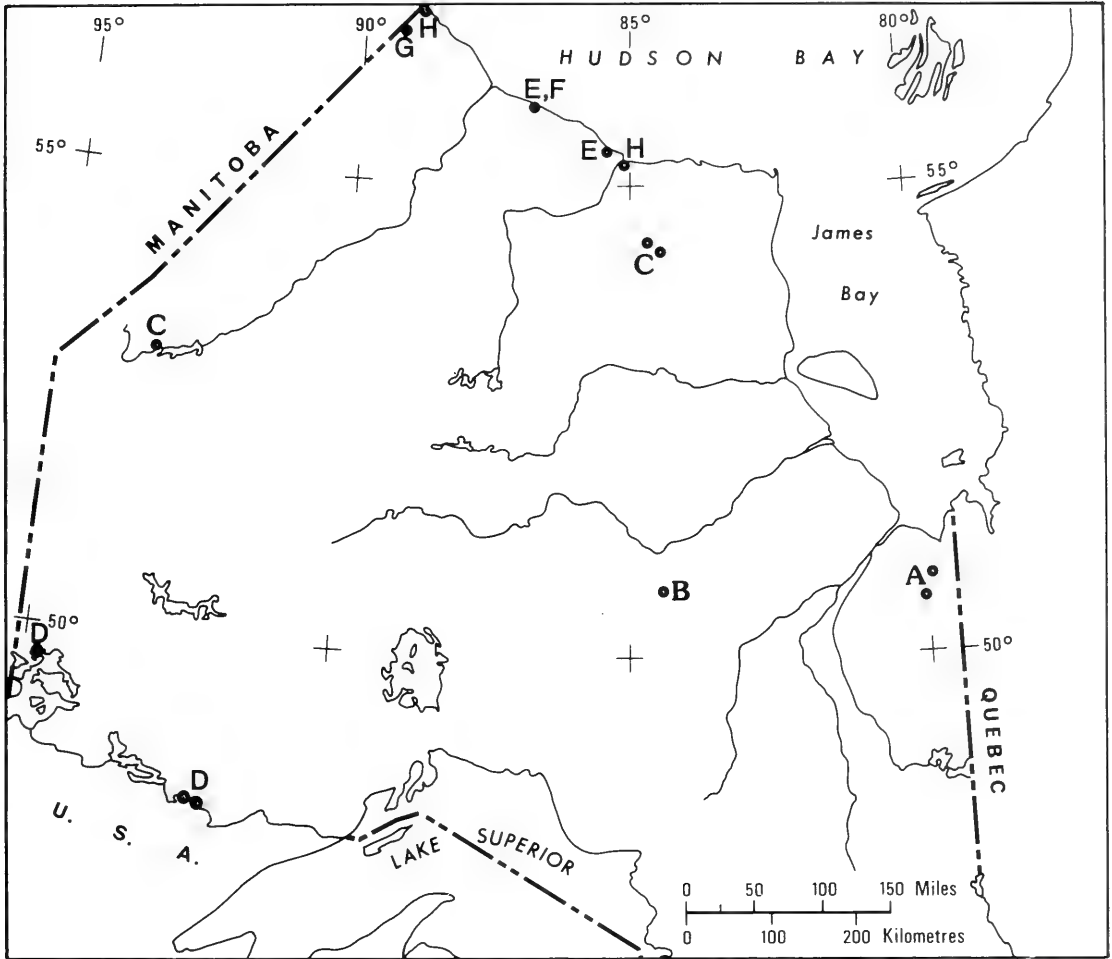 95°
90°
85°
80°
H
G
HUDSON BAY
E,F
MANITOBA
55°
E
H
55°
James
Bay
C
C
A
B
50°
D
50°
QUEBEC
D
U. S. A.
LAKE SUPERIOR
0 50 100 150 Miles
0 100 200 Kilometres